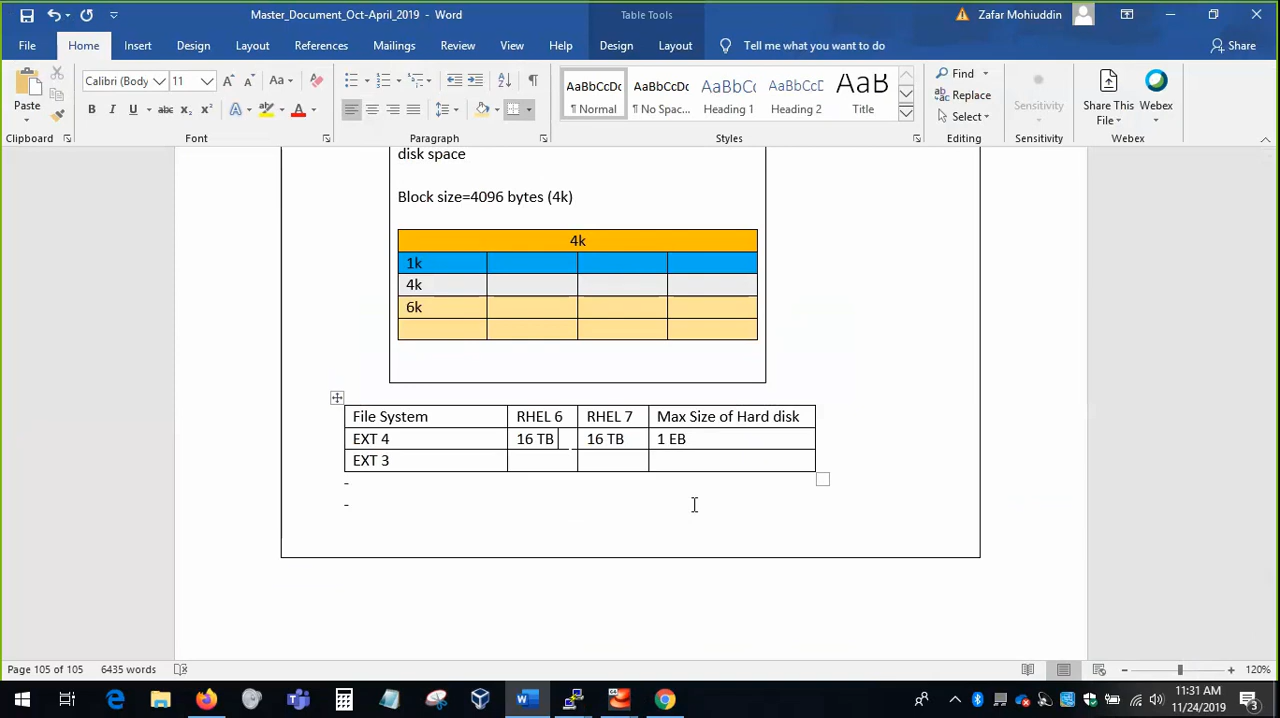 Master_Document_Oct-April_2019 - Word
Table Tools
Zafar Mohiuddin
File Home Insert Design Layout References Mailings Review View Help Design Layout Tell me what you want to do Share
Calibri (Body 11
Paste
AaBbCcDc AaBbCcDc AaBbCc AaBbCcD AaB
¶ Normal ¶ No Spac... Heading 1 Heading 2 Title
Find
Replace
Select
Sensitivity
Share This File
Webex
Clipboard Font Paragraph Styles Editing Sensitivity Webex
disk space
Block size=4096 bytes (4k)
4k
1k
4k
6k
File System RHEL 6 RHEL 7 Max Size of Hard disk
EXT 4 16 TB 16 TB 1 EB
EXT 3
-
-
Page 105 of 105 6435 words 120%
11:31 AM
11/24/2019
3